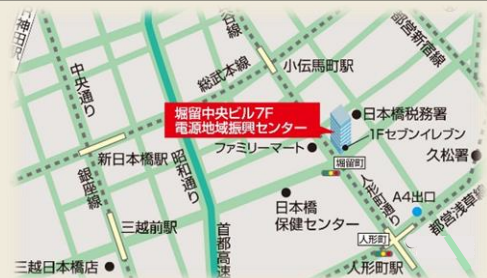 神田駅
中央通り
総武本線
小伝馬町駅
都営新宿線
堀留中央ビル7F
電源地域振興センター
日本橋税務署
1Fセブンイレブン
ファミリーマート
堀留町
久松署
新日本橋駅
昭和通り
銀座線
人形町通り
A4出口
日本橋
保健センター
三越前駅
首都高速
都営浅草線
人形町
人形町駅
三越日本橋店